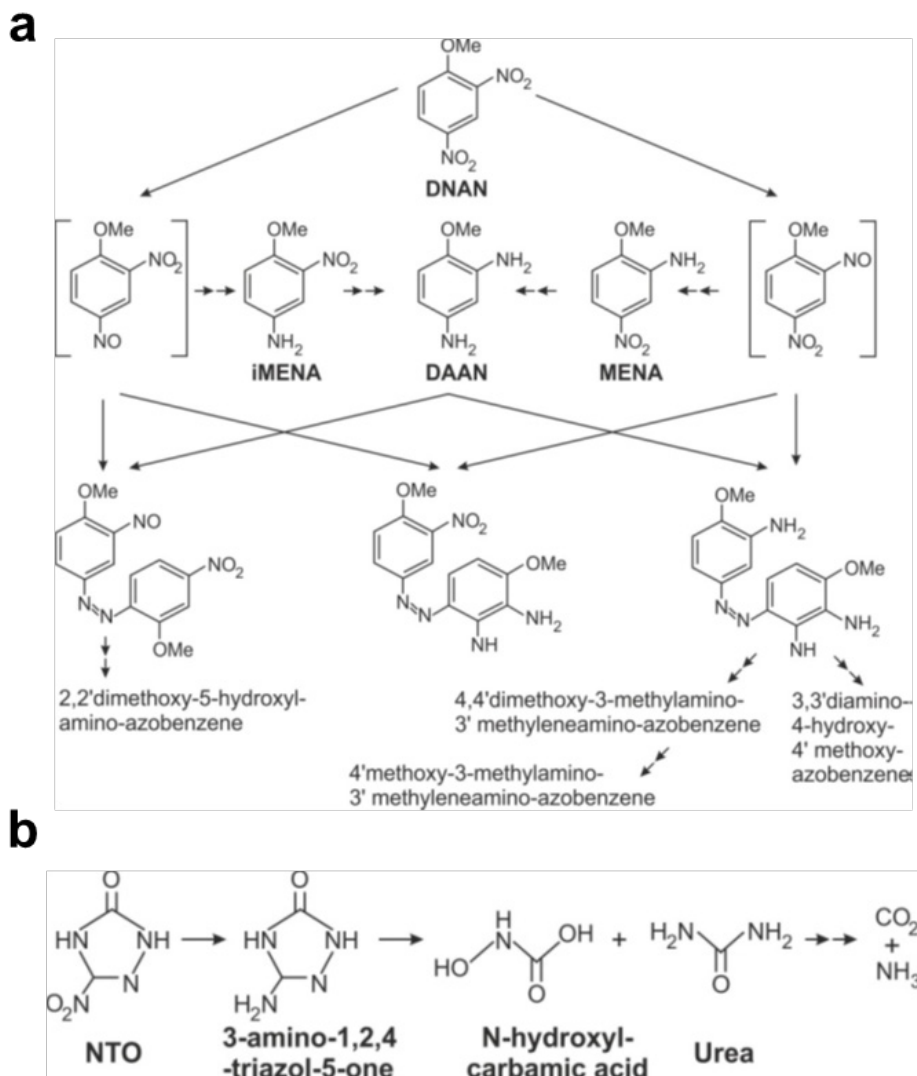 a
OMe
NO2
NO2
DNAN
OMe
NO2
NO
OMe
NO2
NH2
iMENA
OMe
NH2
NH2
DAAN
OMe
NH2
NO2
MENA
OMe
NO
NO2
OMe
NO
N=N
NO2
OMe
OMe
NO2
N=N
OMe
NH2
NH
OMe
NH2
N=N
OMe
NH2
NH
2,2'dimethoxy-5-hydroxyl-
amino-azobenzene
4,4'dimethoxy-3-methylamino-
3' methyleneamino-azobenzene
3,3'diamino-
4-hydroxy-
4' methoxy-
azobenzene
4'methoxy-3-methylamino-
3' methyleneamino-azobenzene
b
O
HN
NH
N
O2N
NTO
O
HN
NH
N
H2N
3-amino-1,2,4
-triazol-5-one
H
N
OH
HO
O
N-hydroxyl-
carbamic acid
+
H2N
NH2
O
Urea
CO2
+
NH3